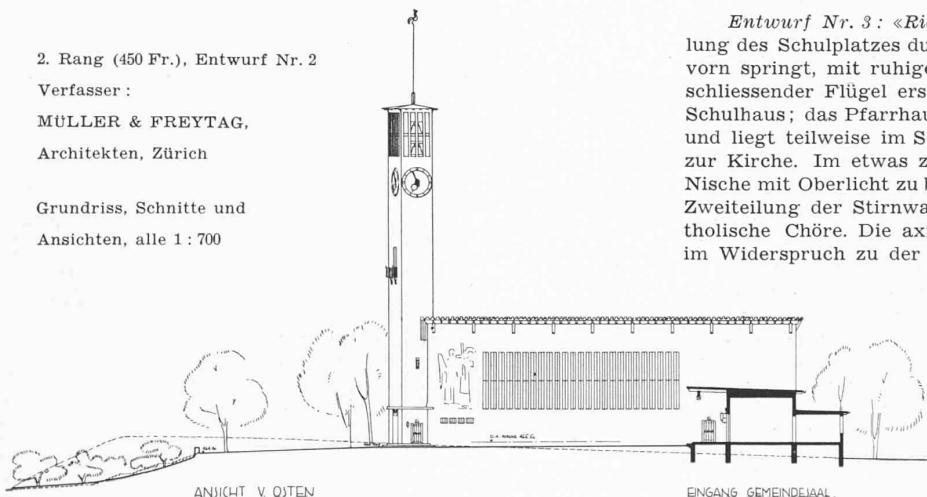 2. Rang (450 Fr.), Entwurf Nr. 2
Verfasser:
MÜLLER & FREYTAG,
Architekten, Zürich
Grundriss, Schnitte und
Ansichten, alle 1 : 700
Entwurf Nr. 3: «Ri
lung des Schulplatzes du
vorn springt, mit ruhige
schliessender Flügel ers
Schulhaus; das Pfarrhau
und liegt teilweise im S
zur Kirche. Im etwas z
Nische mit Oberlicht zu b
Zweiteilung der Stirnwa
tholische Chöre. Die ax
im Widerspruch zu der
ANSICHT V. OSTEN
EINGANG GEMEINDESAAL